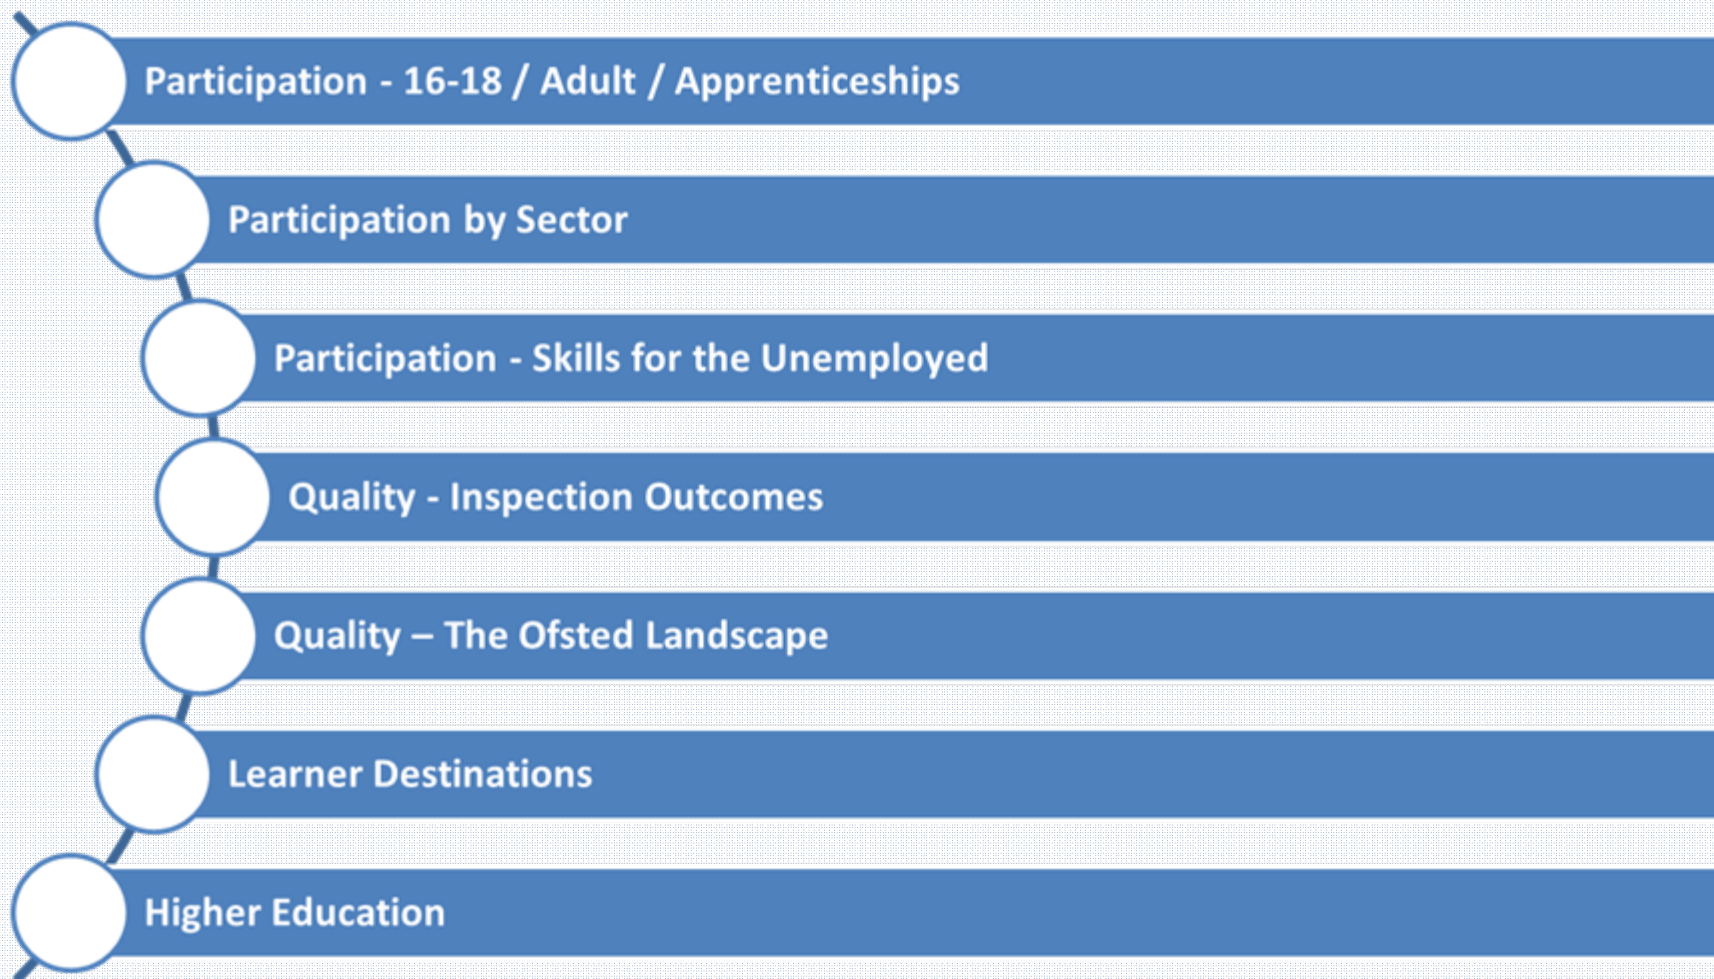 Participation - 16-18 / Adult / Apprenticeships
Participation by Sector
Participation - Skills for the Unemployed
Quality - Inspection Outcomes
Quality – The Ofsted Landscape
Learner Destinations
Higher Education